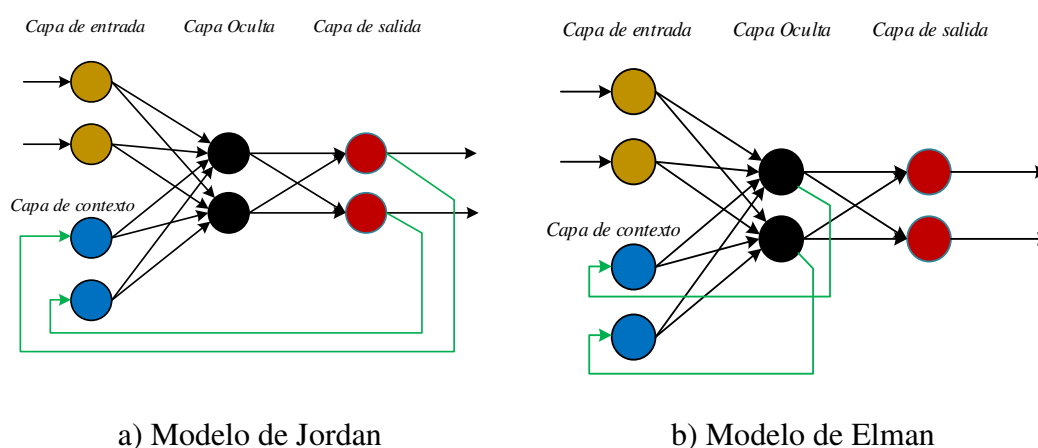 Capa de entrada
Capa Oculta
Capa de salida
Capa de contexto
a) Modelo de Jordan
Capa de entrada
Capa Oculta
Capa de salida
Capa de contexto
b) Modelo de Elman